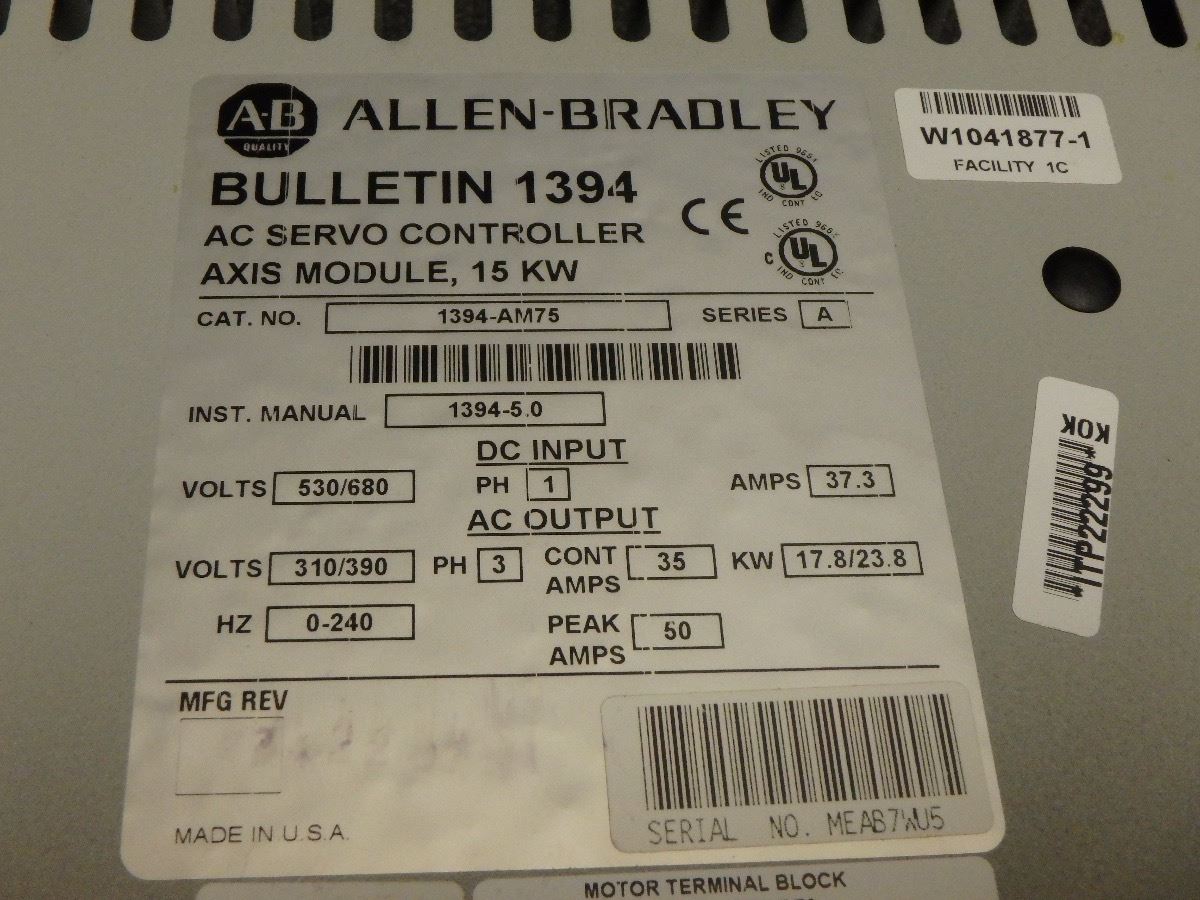 A-B
QUALITY
ALLEN-BRADLEY
W1041877-1
FACILITY 1C
BULLETIN 1394
AC SERVO CONTROLLER
AXIS MODULE, 15 KW
CE
LISTED 966
UL
IND CONT EQ
LISTED 966
C UL
IND CONT EQ
CAT. NO. 1394-AM75 SERIES A
INST. MANUAL 1394-5.0
KOK
*ITP22299*
DC INPUT
VOLTS 530/680 PH 1 AMPS 37.3
AC OUTPUT
VOLTS 310/390 PH 3 CONT AMPS 35 KW 17.8/23.8
HZ 0-240 PEAK AMPS 50
MFG REV
MADE IN U.S.A.
SERIAL NO. MEAB7WU5
MOTOR TERMINAL BLOCK